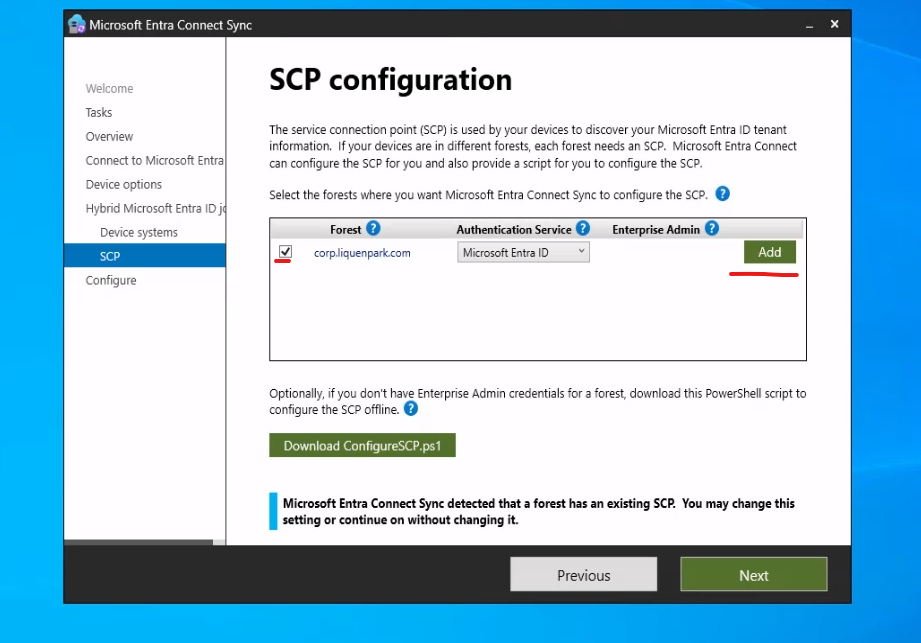 Microsoft Entra Connect Sync
Welcome
Tasks
Overview
Connect to Microsoft Entra
Device options
Hybrid Microsoft Entra ID jo
Device systems
SCP
Configure
SCP configuration
The service connection point (SCP) is used by your devices to discover your Microsoft Entra ID tenant
information. If your devices are in different forests, each forest needs an SCP. Microsoft Entra Connect
can configure the SCP for you and also provide a script for you to configure the SCP.
Select the forests where you want Microsoft Entra Connect Sync to configure the SCP. ?
Forest ? Authentication Service ? Enterprise Admin ?
corp.liquenpark.com Microsoft Entra ID Add
Optionally, if you don't have Enterprise Admin credentials for a forest, download this PowerShell script to
configure the SCP offline. ?
Download ConfigureSCP.ps1
Microsoft Entra Connect Sync detected that a forest has an existing SCP. You may change this
setting or continue on without changing it.
Previous Next